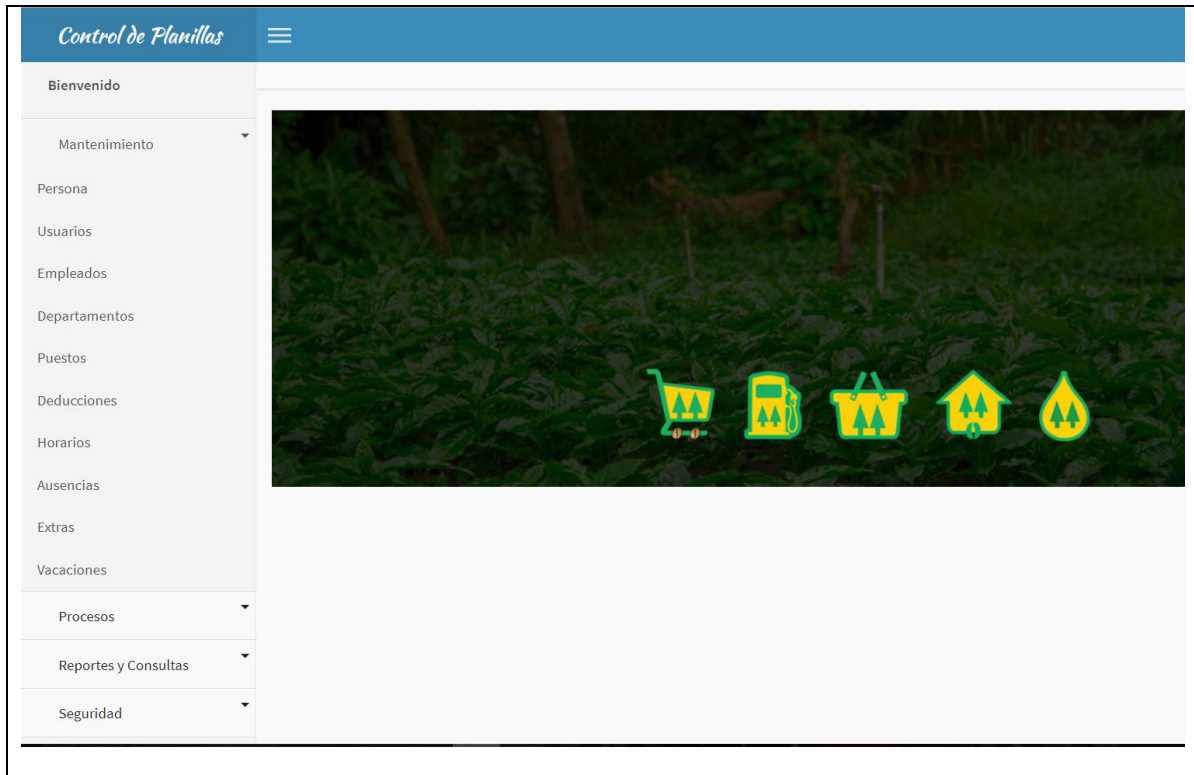 Control de Planillas
Bienvenido
Mantenimiento
Persona
Usuarios
Empleados
Departamentos
Puestos
Deducciones
Horarios
Ausencias
Extras
Vacaciones
Procesos
Reportes y Consultas
Seguridad